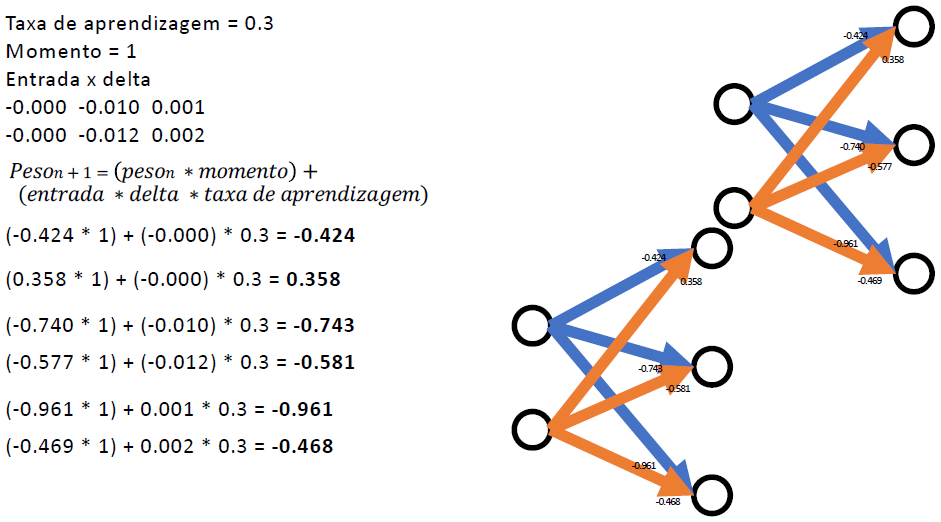 Taxa de aprendizagem = 0.3
Momento = 1
Entrada x delta
-0.000 -0.010 0.001
-0.000 -0.012 0.002
Peson + 1 = (peson * momento) +
(entrada * delta * taxa de aprendizagem)
(-0.424 * 1) + (-0.000) * 0.3 = -0.424
(0.358 * 1) + (-0.000) * 0.3 = 0.358
(-0.740 * 1) + (-0.010) * 0.3 = -0.743
(-0.577 * 1) + (-0.012) * 0.3 = -0.581
(-0.961 * 1) + 0.001 * 0.3 = -0.961
(-0.469 * 1) + 0.002 * 0.3 = -0.468
-0.424
0.358
-0.740
-0.577
-0.961
-0.469
-0.424
0.358
-0.743
-0.581
-0.961
-0.468